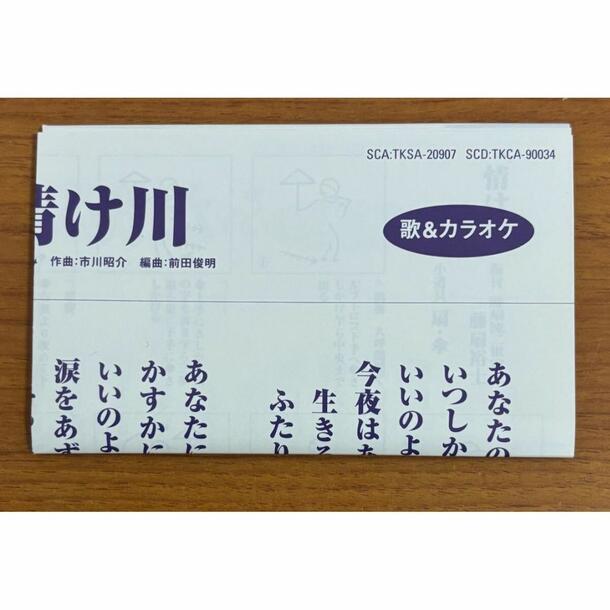 SCA:TKSA-20907 SCD:TKCA-90034
情け川
歌&カラオケ
作曲:市川昭介 編曲:前田俊明
あなたの
いつしか
いいのよ
今夜はな
生きる
ふたり
あなたに
かすかに
いいのよ
涙をあず